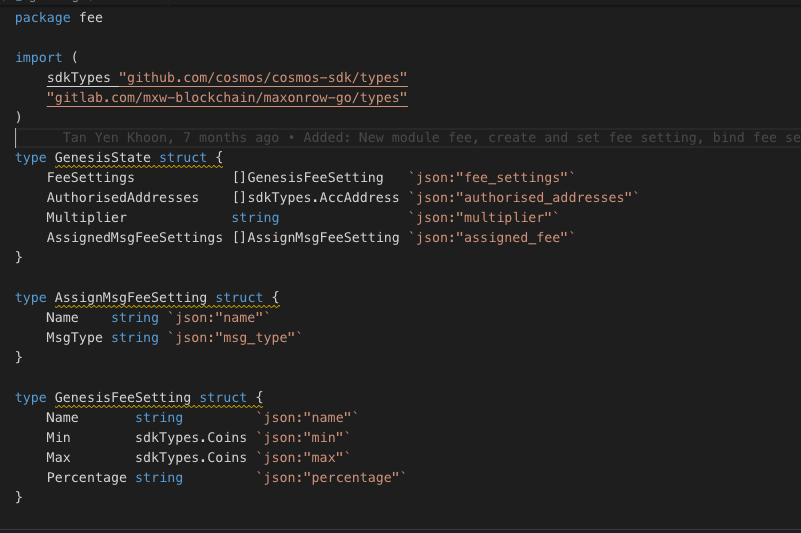 package fee
import (
sdkTypes "github.com/cosmos/cosmos-sdk/types"
"gitlab.com/mxw-blockchain/maxonrow-go/types"
)
Tan Yen Khoon, 7 months ago • Added: New module fee, create and set fee setting, bind fee se
type GenesisState struct {
FeeSettings []GenesisFeeSetting `json:"fee_settings"`
AuthorisedAddresses []sdkTypes.AccAddress `json:"authorised_addresses"`
Multiplier string `json:"multiplier"`
AssignedMsgFeeSettings []AssignMsgFeeSetting `json:"assigned_fee"`
}
type AssignMsgFeeSetting struct {
Name string `json:"name"`
MsgType string `json:"msg_type"`
}
type GenesisFeeSetting struct {
Name string `json:"name"`
Min sdkTypes.Coins `json:"min"`
Max sdkTypes.Coins `json:"max"`
Percentage string `json:"percentage"`
}